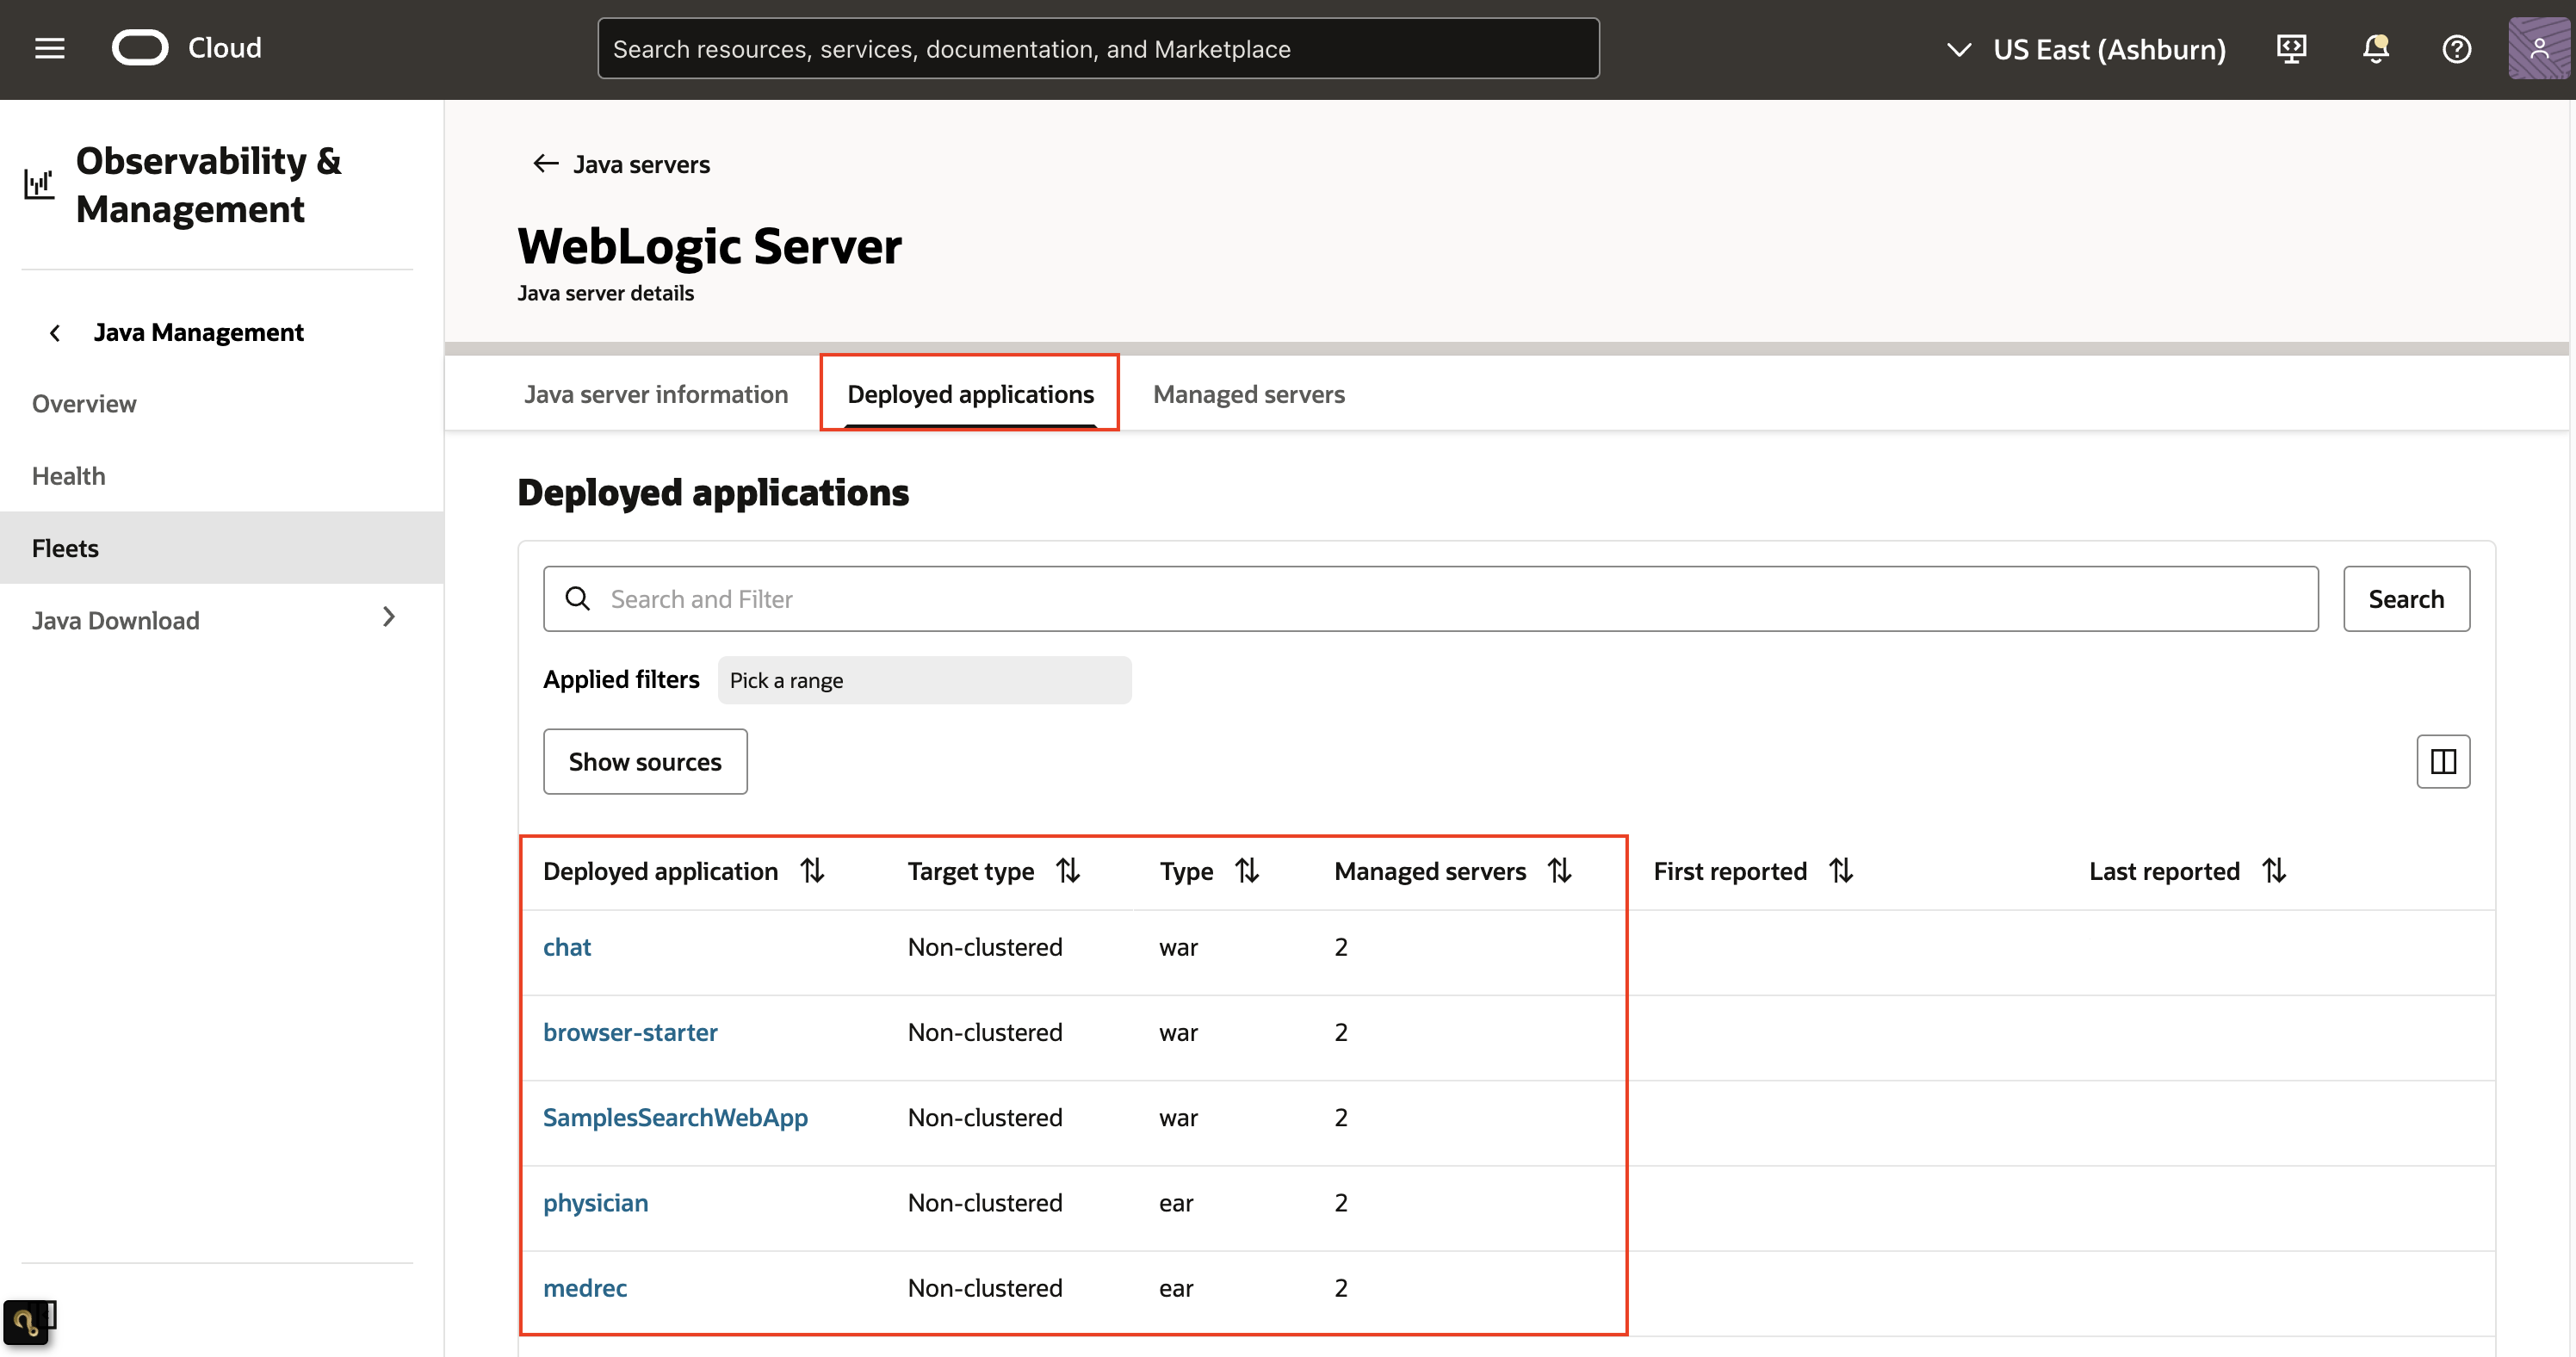 Cloud
Search resources, services, documentation, and Marketplace
US East (Ashburn)
Observability &
Management
Java Management
Overview
Health
Fleets
Java Download
Java servers
WebLogic Server
Java server details
Java server information Deployed applications Managed servers
Deployed applications
Search and Filter Search
Applied filters Pick a range
Show sources
Deployed application Target type Type Managed servers First reported Last reported
chat Non-clustered war 2
browser-starter Non-clustered war 2
SamplesSearchWebApp Non-clustered war 2
physician Non-clustered ear 2
medrec Non-clustered ear 2